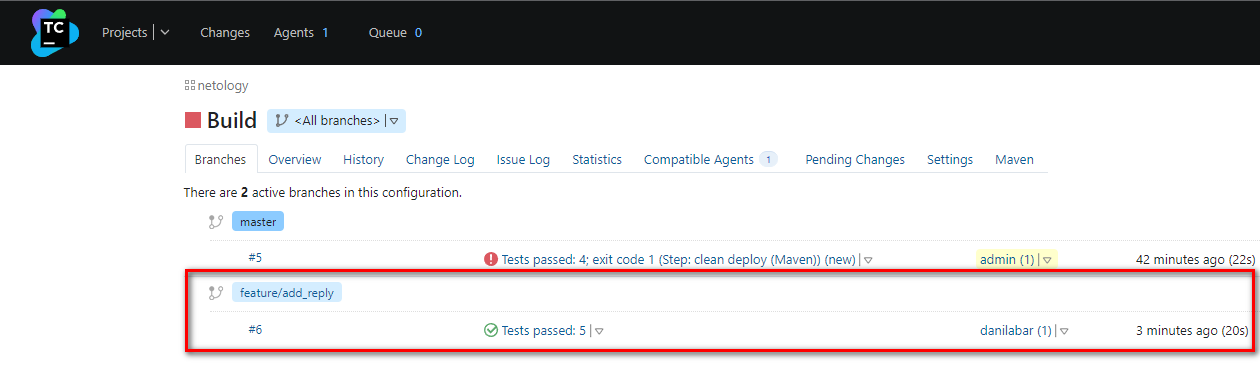 TC Projects Changes Agents 1 Queue 0
netology
Build <All branches>
Branches Overview History Change Log Issue Log Statistics Compatible Agents 1 Pending Changes Settings Maven
There are 2 active branches in this configuration.
master
#5 Tests passed: 4; exit code 1 (Step: clean deploy (Maven)) (new) admin (1) 42 minutes ago (22s)
feature/add_reply
#6 Tests passed: 5 danilabar (1) 3 minutes ago (20s)